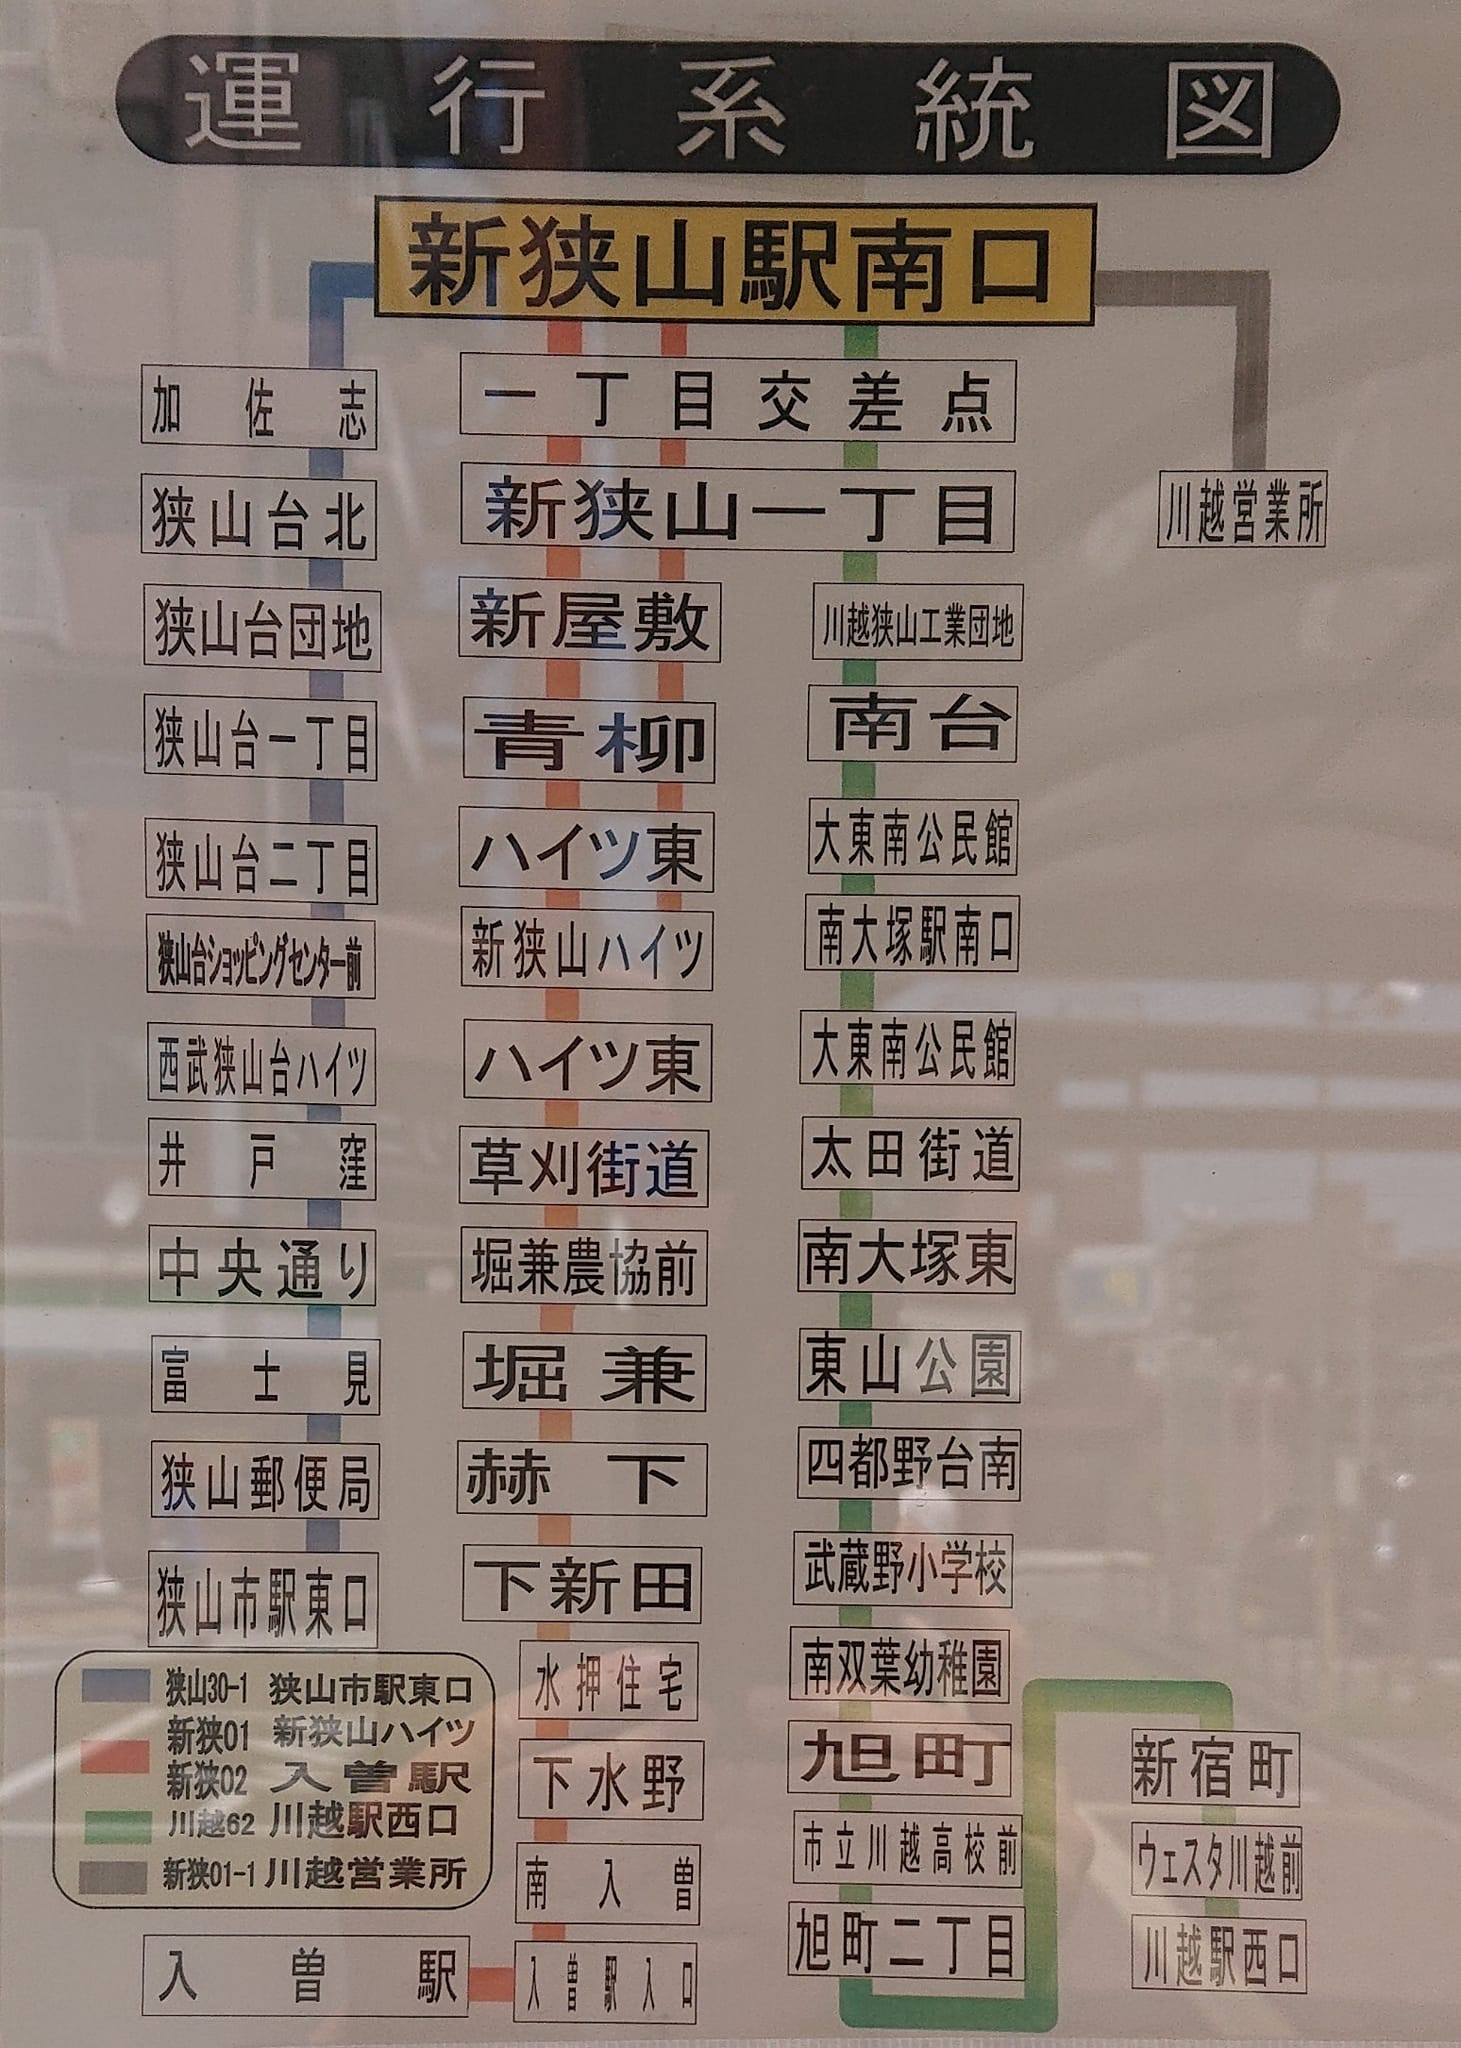 運行系統図
新狭山駅南口
加佐志
狭山台北
狭山台団地
狭山台一丁目
狭山台二丁目
狭山台ショッピングセンター前
西武狭山台ハイツ
井戸窪
中央通り
富士見
狭山郵便局
狭山市駅東口
一丁目交差点
新狭山一丁目
新屋敷
青柳
ハイツ東
新狭山ハイツ
ハイツ東
草刈街道
堀兼農協前
堀兼
赫下
下新田
水押住宅
下水野
南入曽
入曽駅入口
入曽駅
川越狭山工業団地
南台
大東南公民館
南大塚駅南口
大東南公民館
太田街道
南大塚東
東山公園
四都野台南
武蔵野小学校
南双葉幼稚園
旭町
市立川越高校前
旭町二丁目
新宿町
ウェスタ川越前
川越駅西口
川越営業所
狭山30-1 狭山市駅東口
新狭01 新狭山ハイツ
新狭02 入曽駅
川越62 川越駅西口
新狭01-1 川越営業所